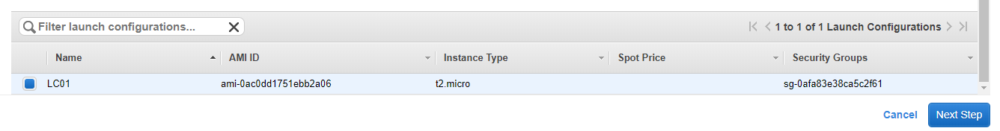 Filter launch configurations...
1 to 1 of 1 Launch Configurations
Name AMI ID Instance Type Spot Price Security Groups
LC01 ami-0ac0dd1751ebb2a06 t2.micro sg-0afa83e38ca5c2f61
Cancel Next Step